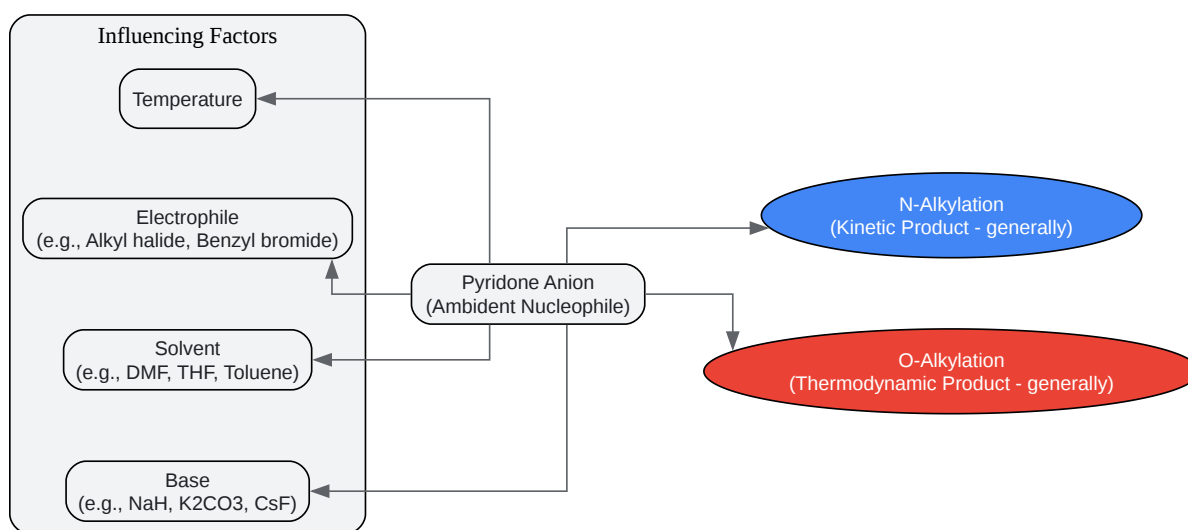 Influencing Factors
Temperature
Electrophile
(e.g., Alkyl halide, Benzyl bromide)
Solvent
(e.g., DMF, THF, Toluene)
Base
(e.g., NaH, K2CO3, CsF)
Pyridone Anion
(Ambident Nucleophile)
N-Alkylation
(Kinetic Product - generally)
O-Alkylation
(Thermodynamic Product - generally)